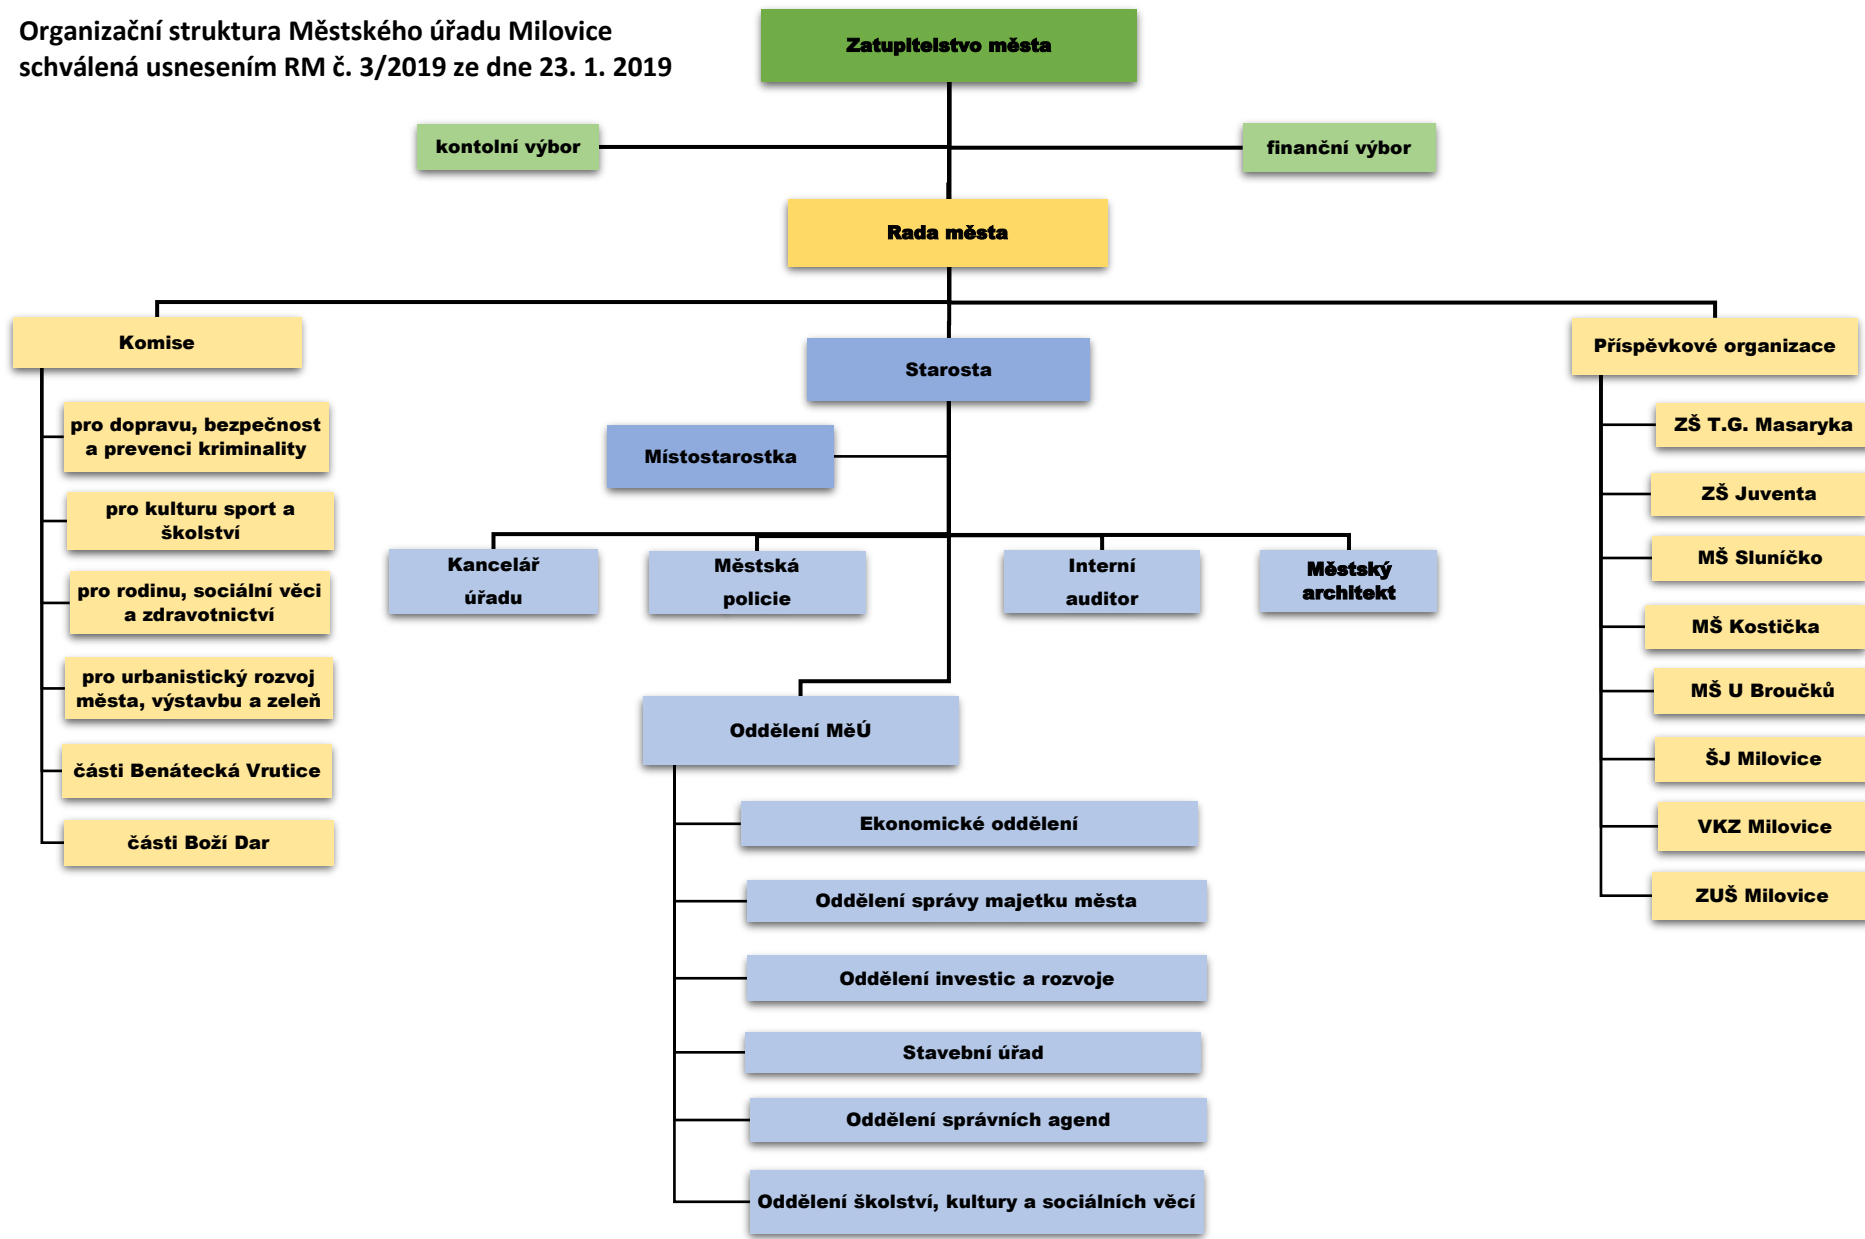 Organizační struktura Městského úřadu Milovice
schválená usnesením RM č. 3/2019 ze dne 23. 1. 2019
Zatupitelstvo města
kontolní výbor
finanční výbor
Rada města
Komise
Starosta
Příspěvkové organizace
pro dopravu, bezpečnost
a prevenci kriminality
pro kulturu sport a
školství
pro rodinu, sociální věci
a zdravotnictví
pro urbanistický rozvoj
města, výstavbu a zeleň
části Benátecká Vrutice
části Boží Dar
Místostarostka
Kancelář
úřadu
Městská
policie
Interní
auditor
Městský
architekt
Oddělení MěÚ
Ekonomické oddělení
Oddělení správy majetku města
Oddělení investic a rozvoje
Stavební úřad
Oddělení správních agend
Oddělení školství, kultury a sociálních věcí
ZŠ T.G. Masaryka
ZŠ Juventa
MŠ Sluníčko
MŠ Kostička
MŠ U Broučků
ŠJ Milovice
VKZ Milovice
ZUŠ Milovice